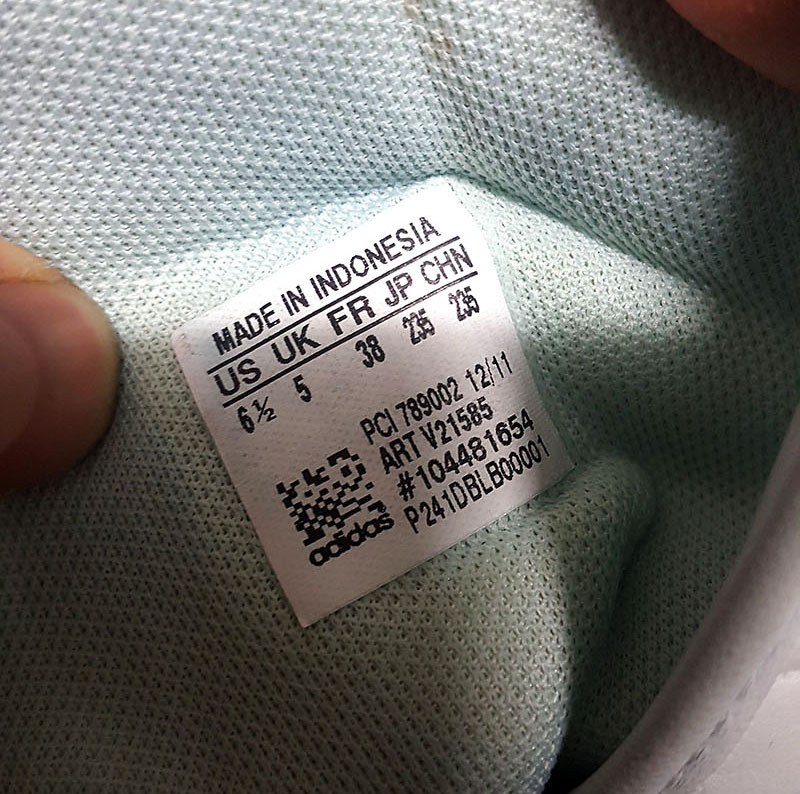 MADE IN INDONESIA
US UK FR JP CHN
6½ 5 38 235 235
PCI 789002 12/11
ART V21585
#104481654
P241DBLB00001
adidas®